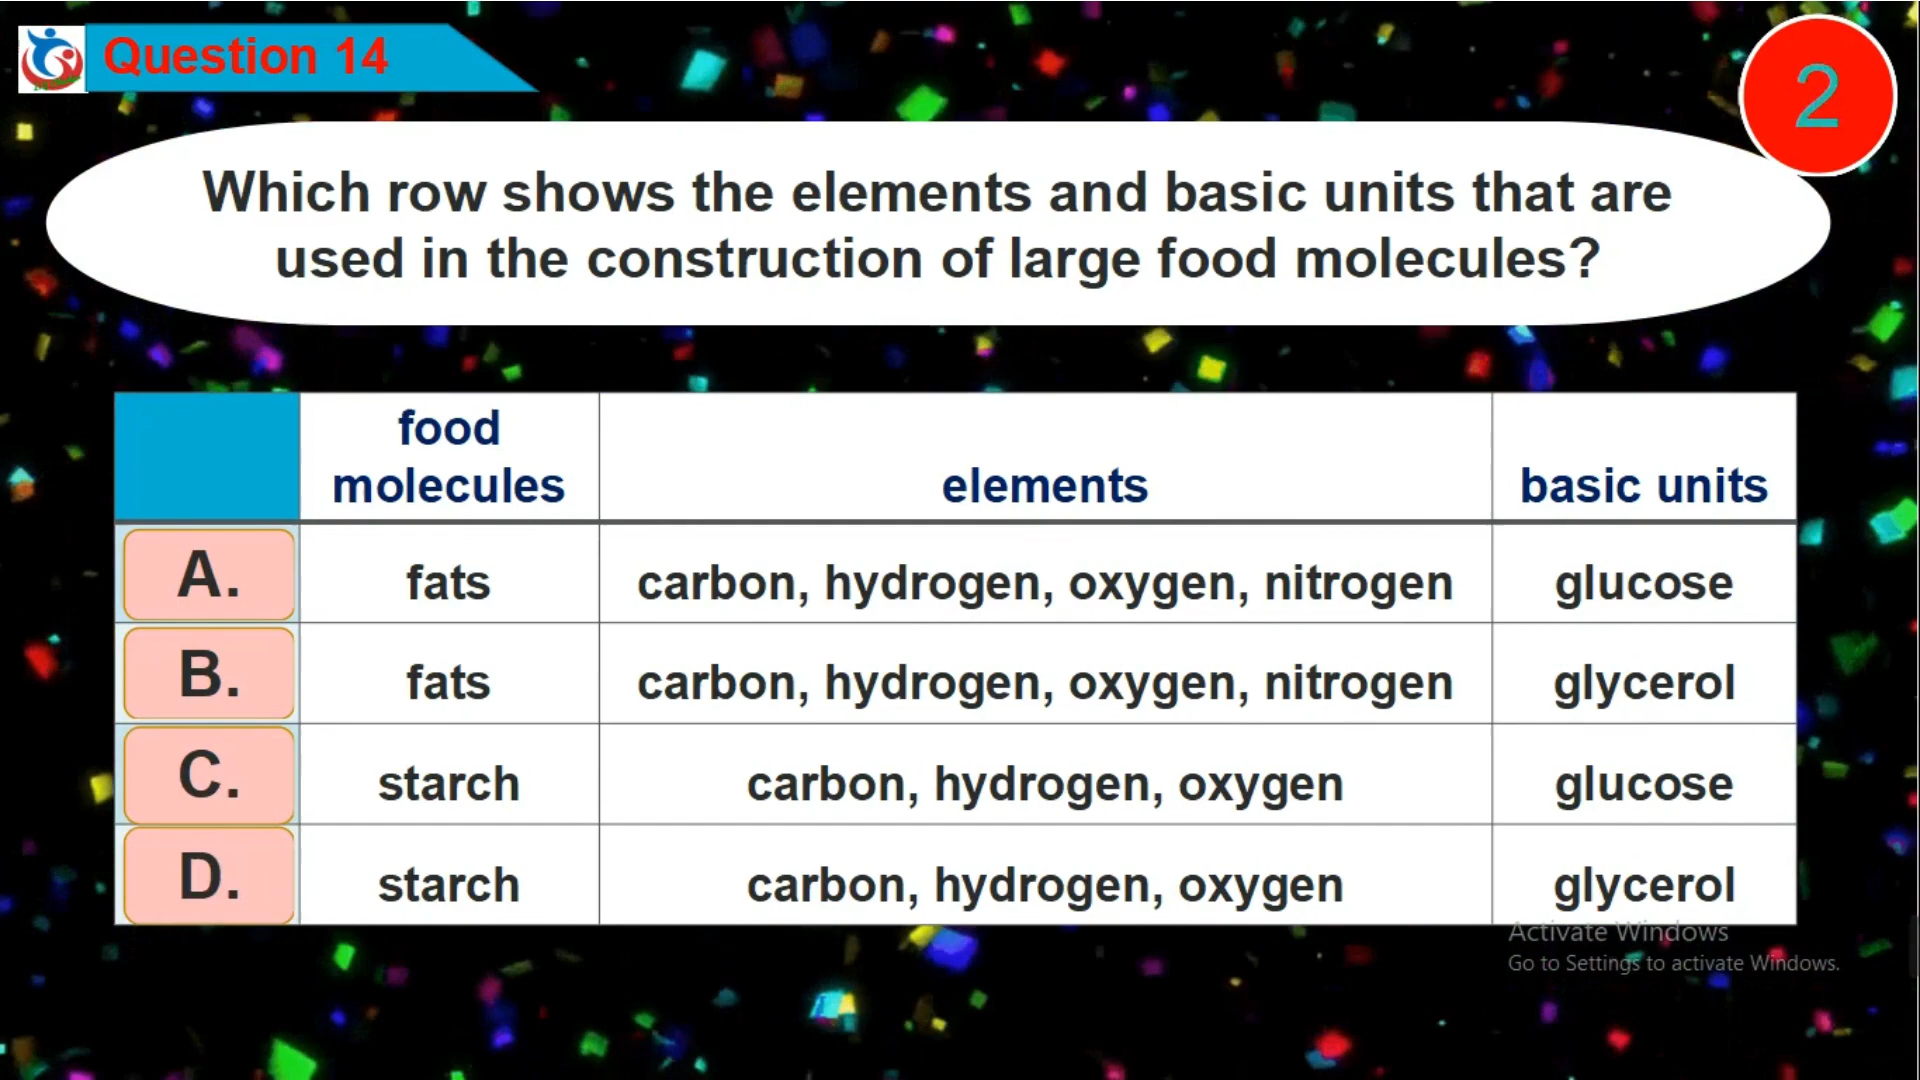 Question 14
2
Which row shows the elements and basic units that are
used in the construction of large food molecules?
food
molecules elements basic units
A. fats carbon, hydrogen, oxygen, nitrogen glucose
B. fats carbon, hydrogen, oxygen, nitrogen glycerol
C. starch carbon, hydrogen, oxygen glucose
D. starch carbon, hydrogen, oxygen glycerol
Activate Windows
Go to Settings to activate Windows.